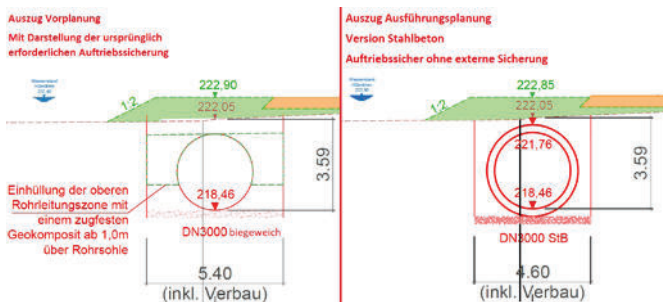 Auszug Vorplanung
Mit Darstellung der ursprünglich
erforderlichen Auftriebssicherung
222,90
1:2
222,05
3.59
Einhüllung der oberen
Rohrleitungszone mit
einem zugfesten
Geokomposit ab 1,0m
über Rohrsohle
218,46
DN3000 biegeweich
5.40
(inkl. Verbau)
Auszug Ausführungsplanung
Version Stahlbeton
Auftriebssicher ohne externe Sicherung
222,85
1:2
222,05
221,76
3.59
218,46
DN3000 StB
4.60
(inkl. Verbau)